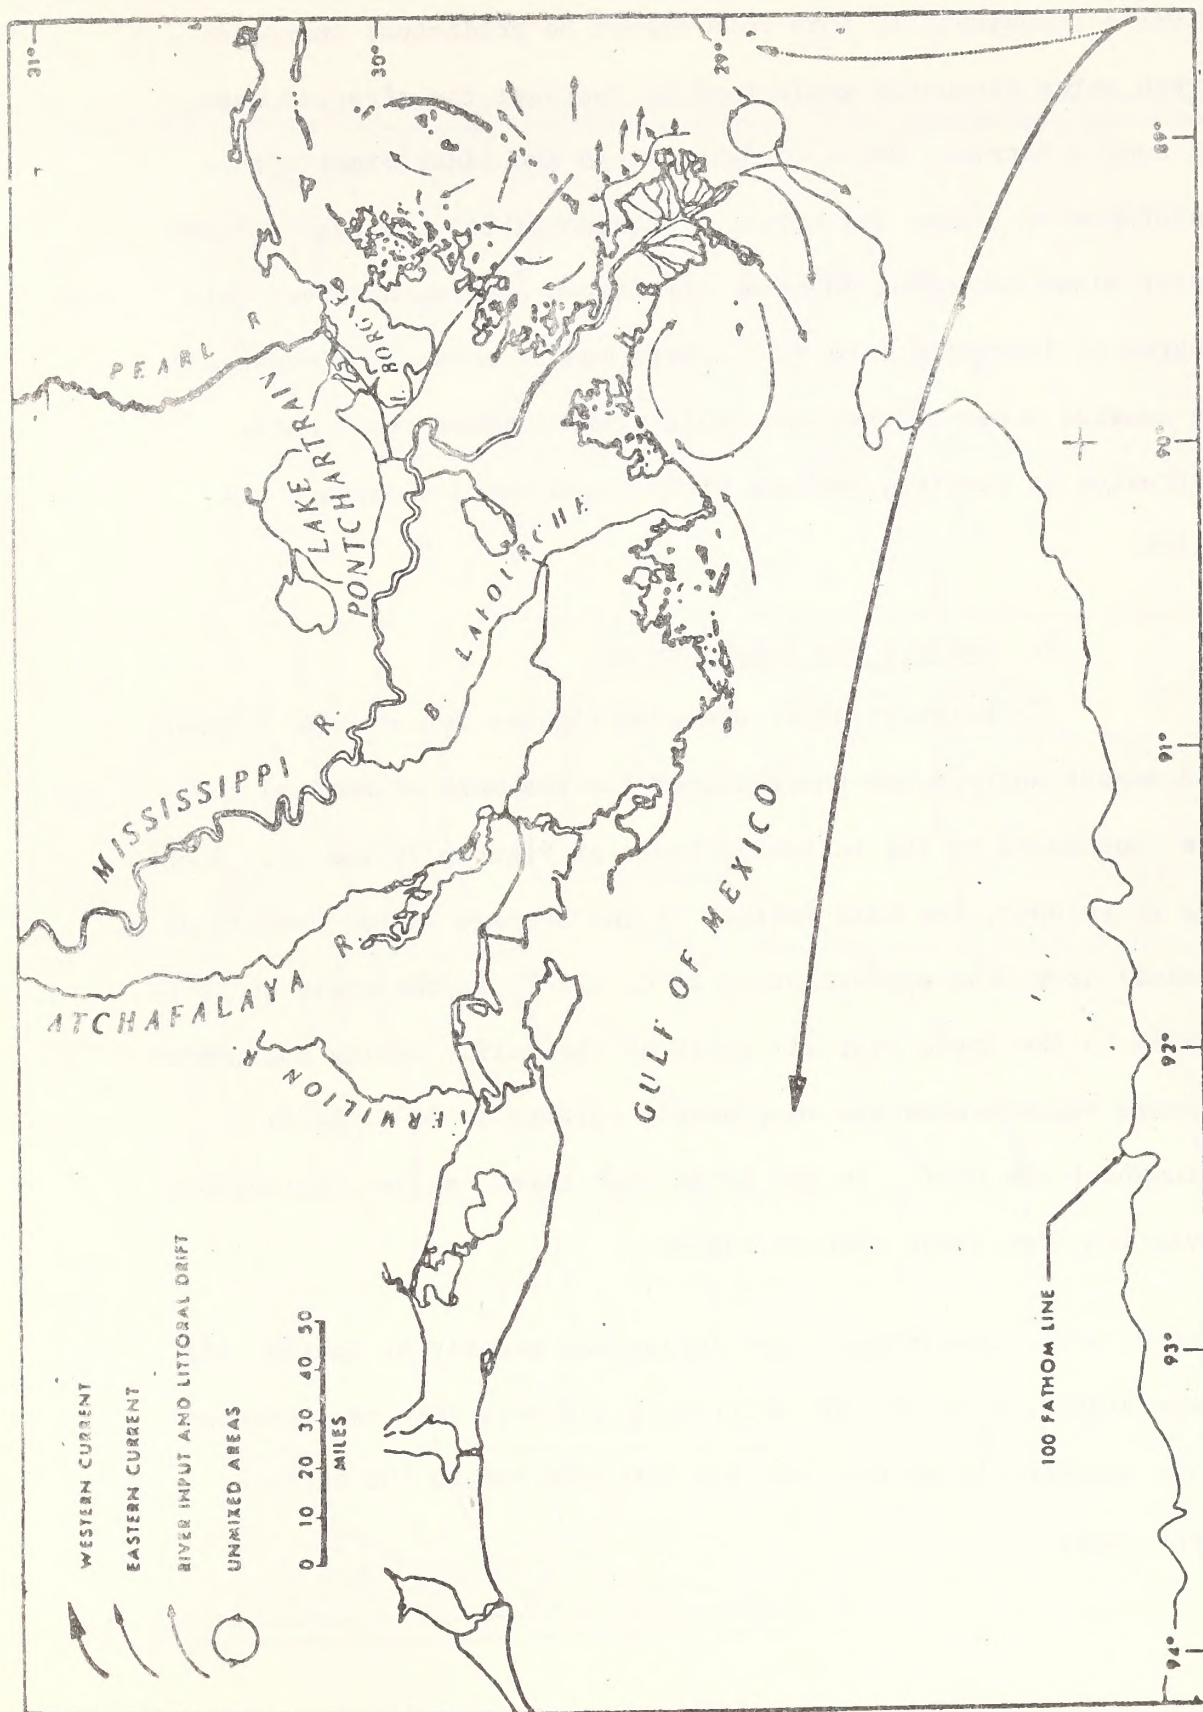 31°
30°
29°
89°
90°
91°
92°
93°
94°
PEARL R
LAKE
PONTCHARTRAIN
L. BORGNE
MISSISSIPPI R.
B. LAFOURCHE
ATCHAFALAYA R.
VERMILION R
GULF OF MEXICO
WESTERN CURRENT
EASTERN CURRENT
RIVER INPUT AND LITTORAL DRIFT
UNMIXED AREAS
0 10 20 30 40 50
MILES
100 FATHOM LINE